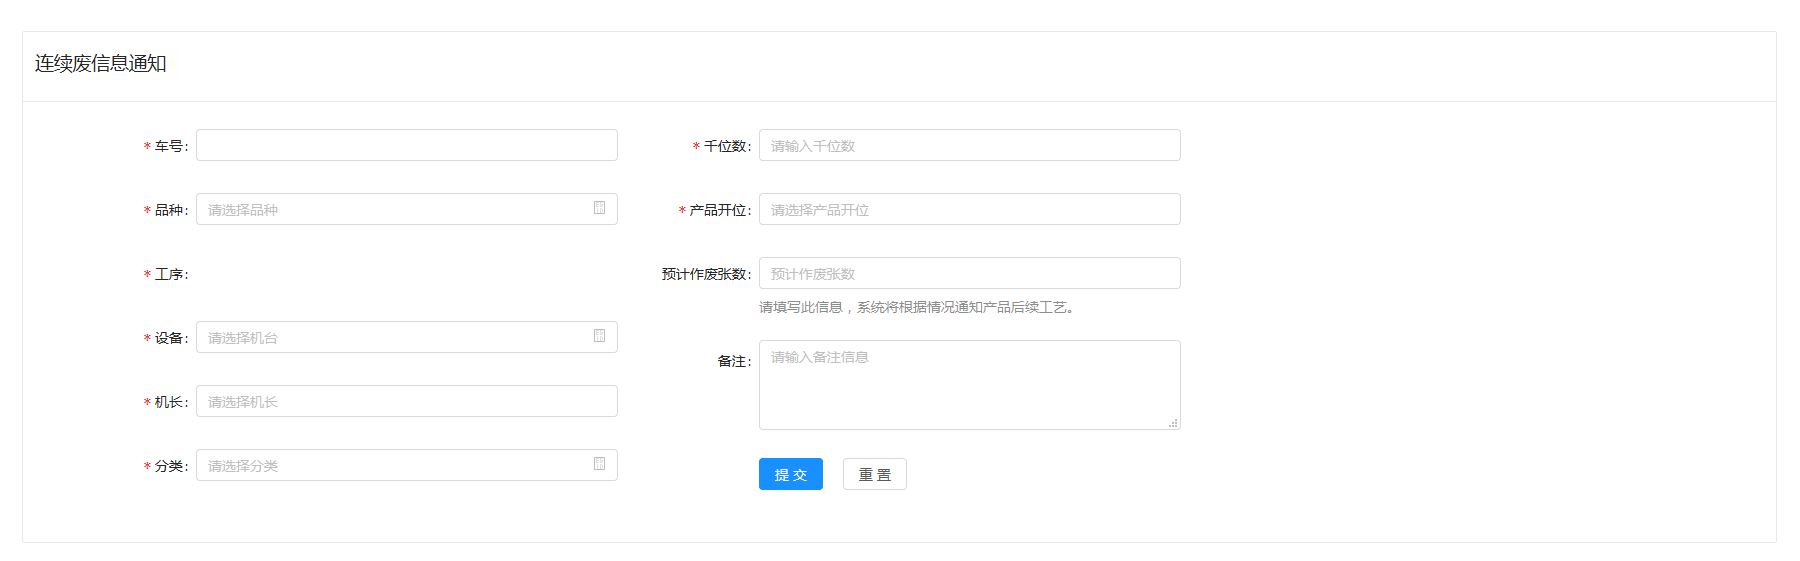 连续废信息通知
* 车号:
* 品种: 请选择品种
* 工序:
* 设备: 请选择机台
* 机长: 请选择机长
* 分类: 请选择分类
* 千位数: 请输入千位数
* 产品开位: 请选择产品开位
预计作废张数: 预计作废张数
请填写此信息，系统将根据情况通知产品后续工艺。
备注: 请输入备注信息
提 交 重 置